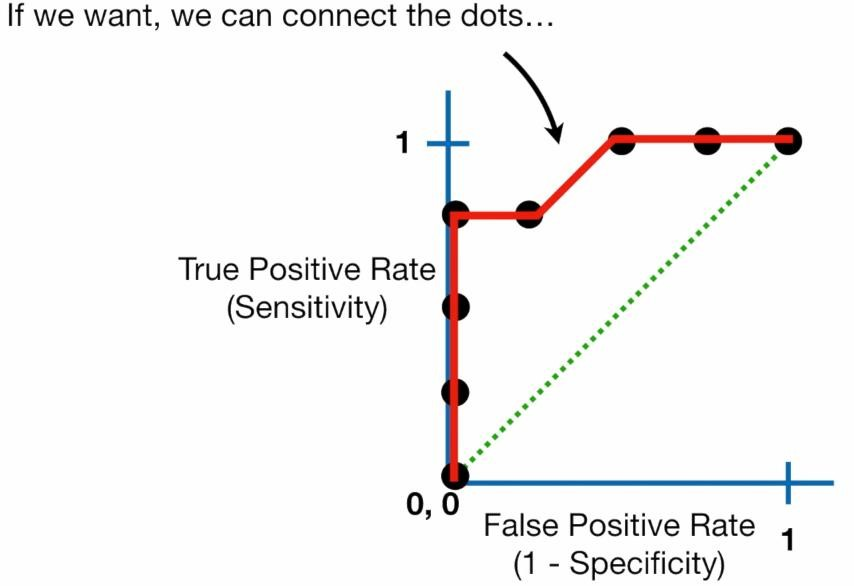 If we want, we can connect the dots...
1
True Positive Rate
(Sensitivity)
0, 0
False Positive Rate
(1 - Specificity)
1